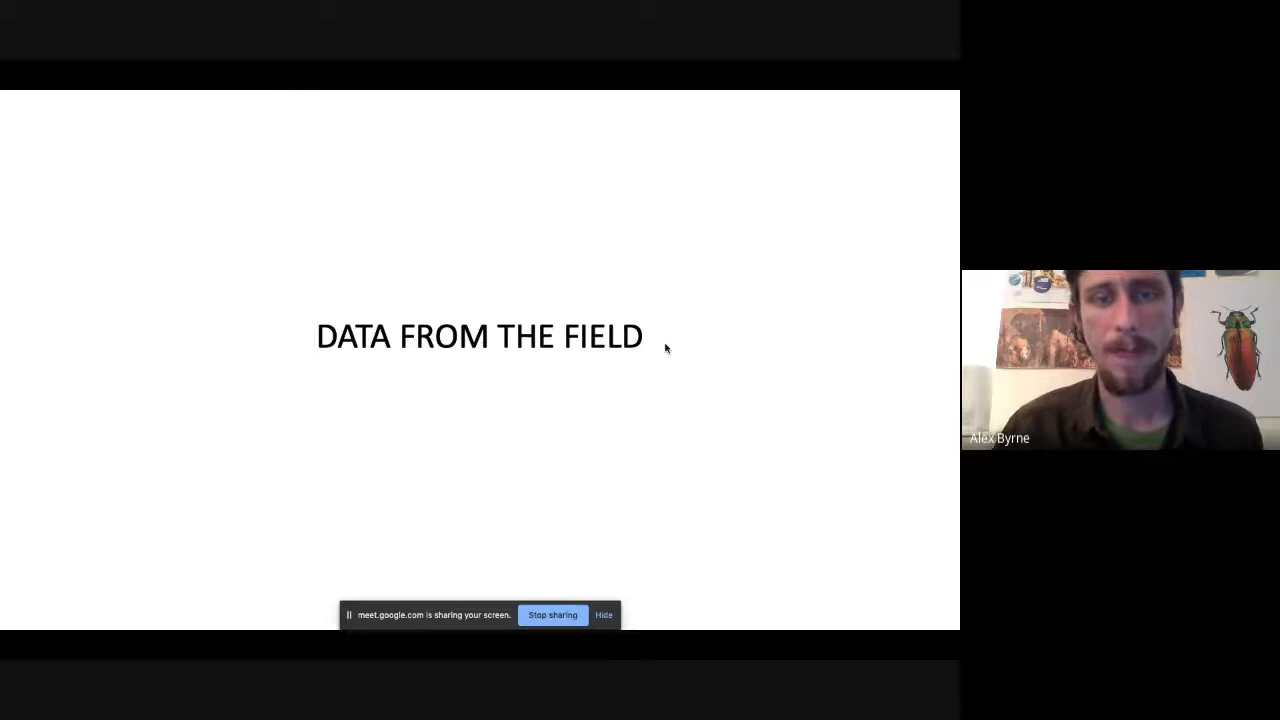 DATA FROM THE FIELD
Alex Byrne
meet.google.com is sharing your screen. Stop sharing Hide